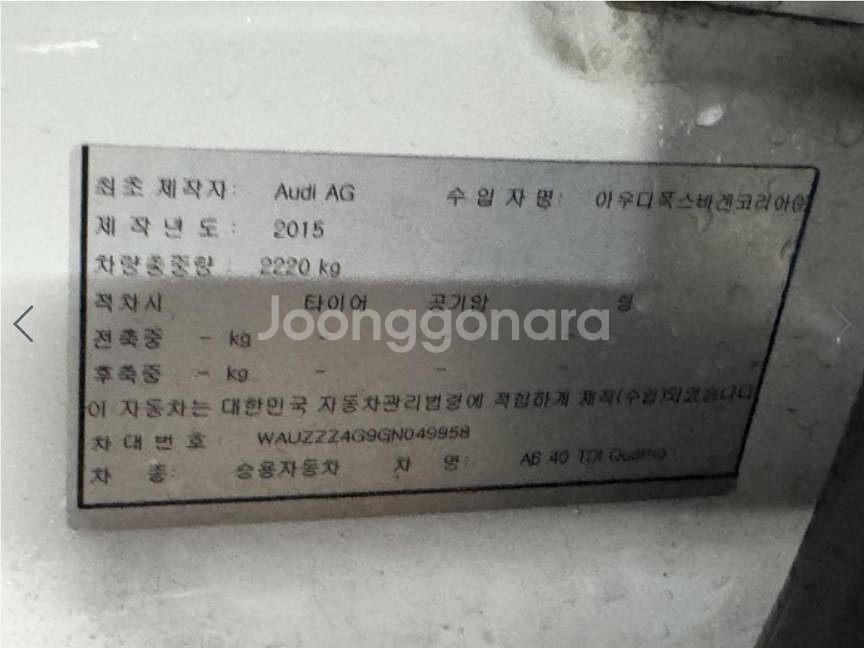 최초 제작자: Audi AG 수 입 자 명: 아우디폭스바겐코리아㈜
제 작 년 도 : 2015
차량총중량 : 2220 kg
적차시 타이어 공기압 림
전축중 - kg - - -
Joonggonara
후축중 - kg - - -
이 자동차는 대한민국 자동차관리법령에 적합하게 제작(수입)되었습니다
차 대 번 호 : WAUZZZ4G9GN049958
차 종: 승용자동차 차 명: A6 40 TDI Quattro